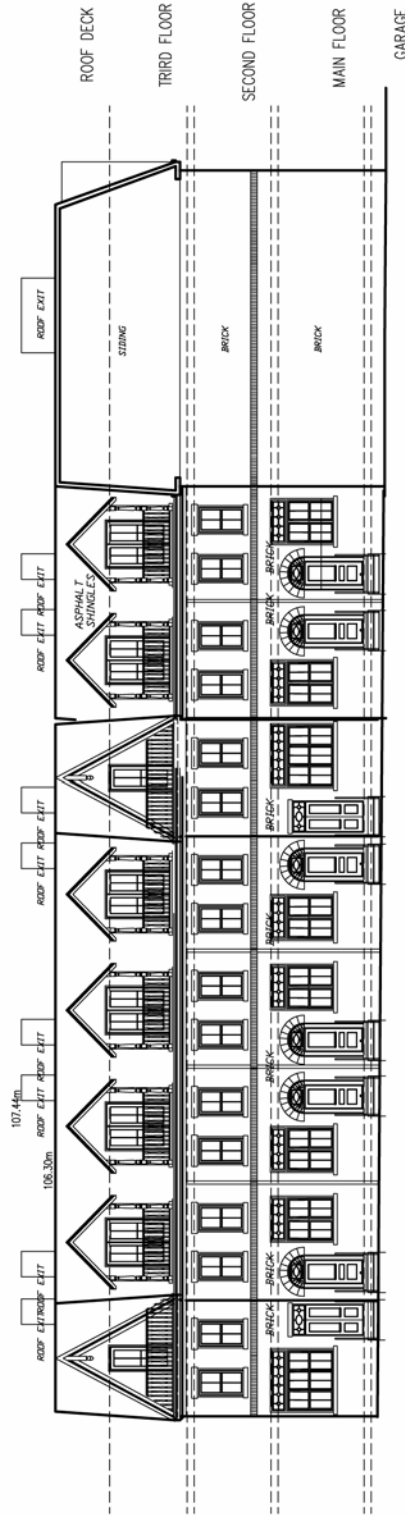 107.44m
ROOF EXIT ROOF EXIT ROOF EXIT ROOF EXIT ROOF EXIT ROOF EXIT ROOF EXIT ROOF EXIT ROOF EXIT
106.30m
ROOF DECK
ASPHALT
SHINGLES
SIDING
TRIRD FLOOR
BRICK
SECOND FLOOR
BRICK BRICK BRICK BRICK BRICK BRICK BRICK
BRICK
MAIN FLOOR
GARAGE